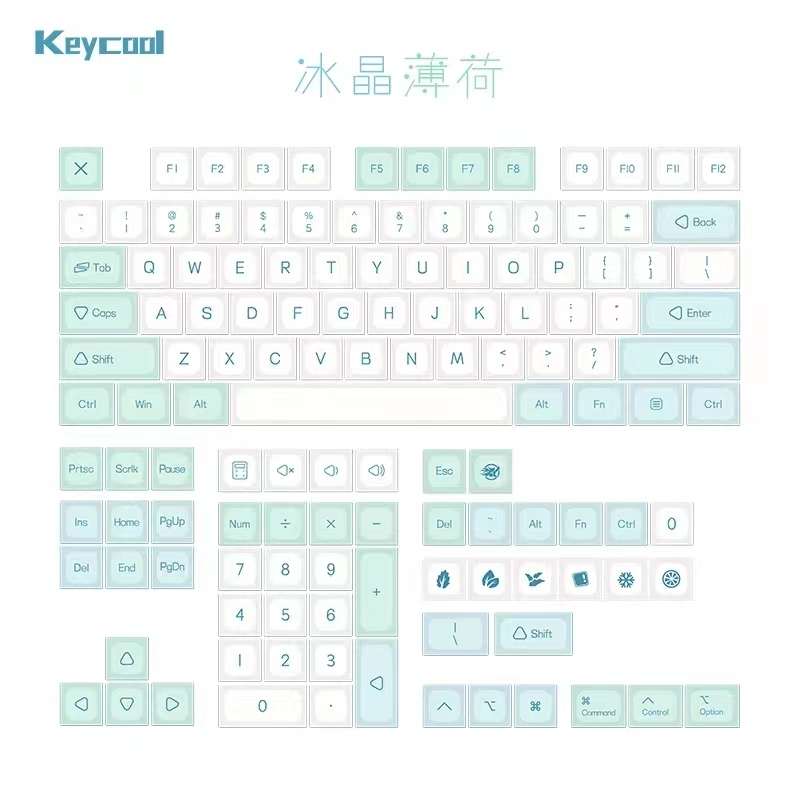 Keycool
冰晶薄荷
F1 F2 F3 F4 F5 F6 F7 F8 F9 F10 F11 F12
~ ! @ # $ % ^ & * ( ) — +
` 1 2 3 4 5 6 7 8 9 0 - = Back
Tab Q W E R T Y U I O P { } |
[ ] \
Caps A S D F G H J K L : " Enter
; '
Shift Z X C V B N M < > ? Shift
, . /
Ctrl Win Alt Alt Fn Ctrl
Prtsc Scrlk Pause Esc
Ins Home PgUp Num ÷ × − Del ~ Alt Fn Ctrl 0
`
Del End PgDn 7 8 9 +
4 5 6
| Shift
\
1 2 3
0 .
⌘ ^ ⌥
^ ⌥ ⌘ Command Control Option